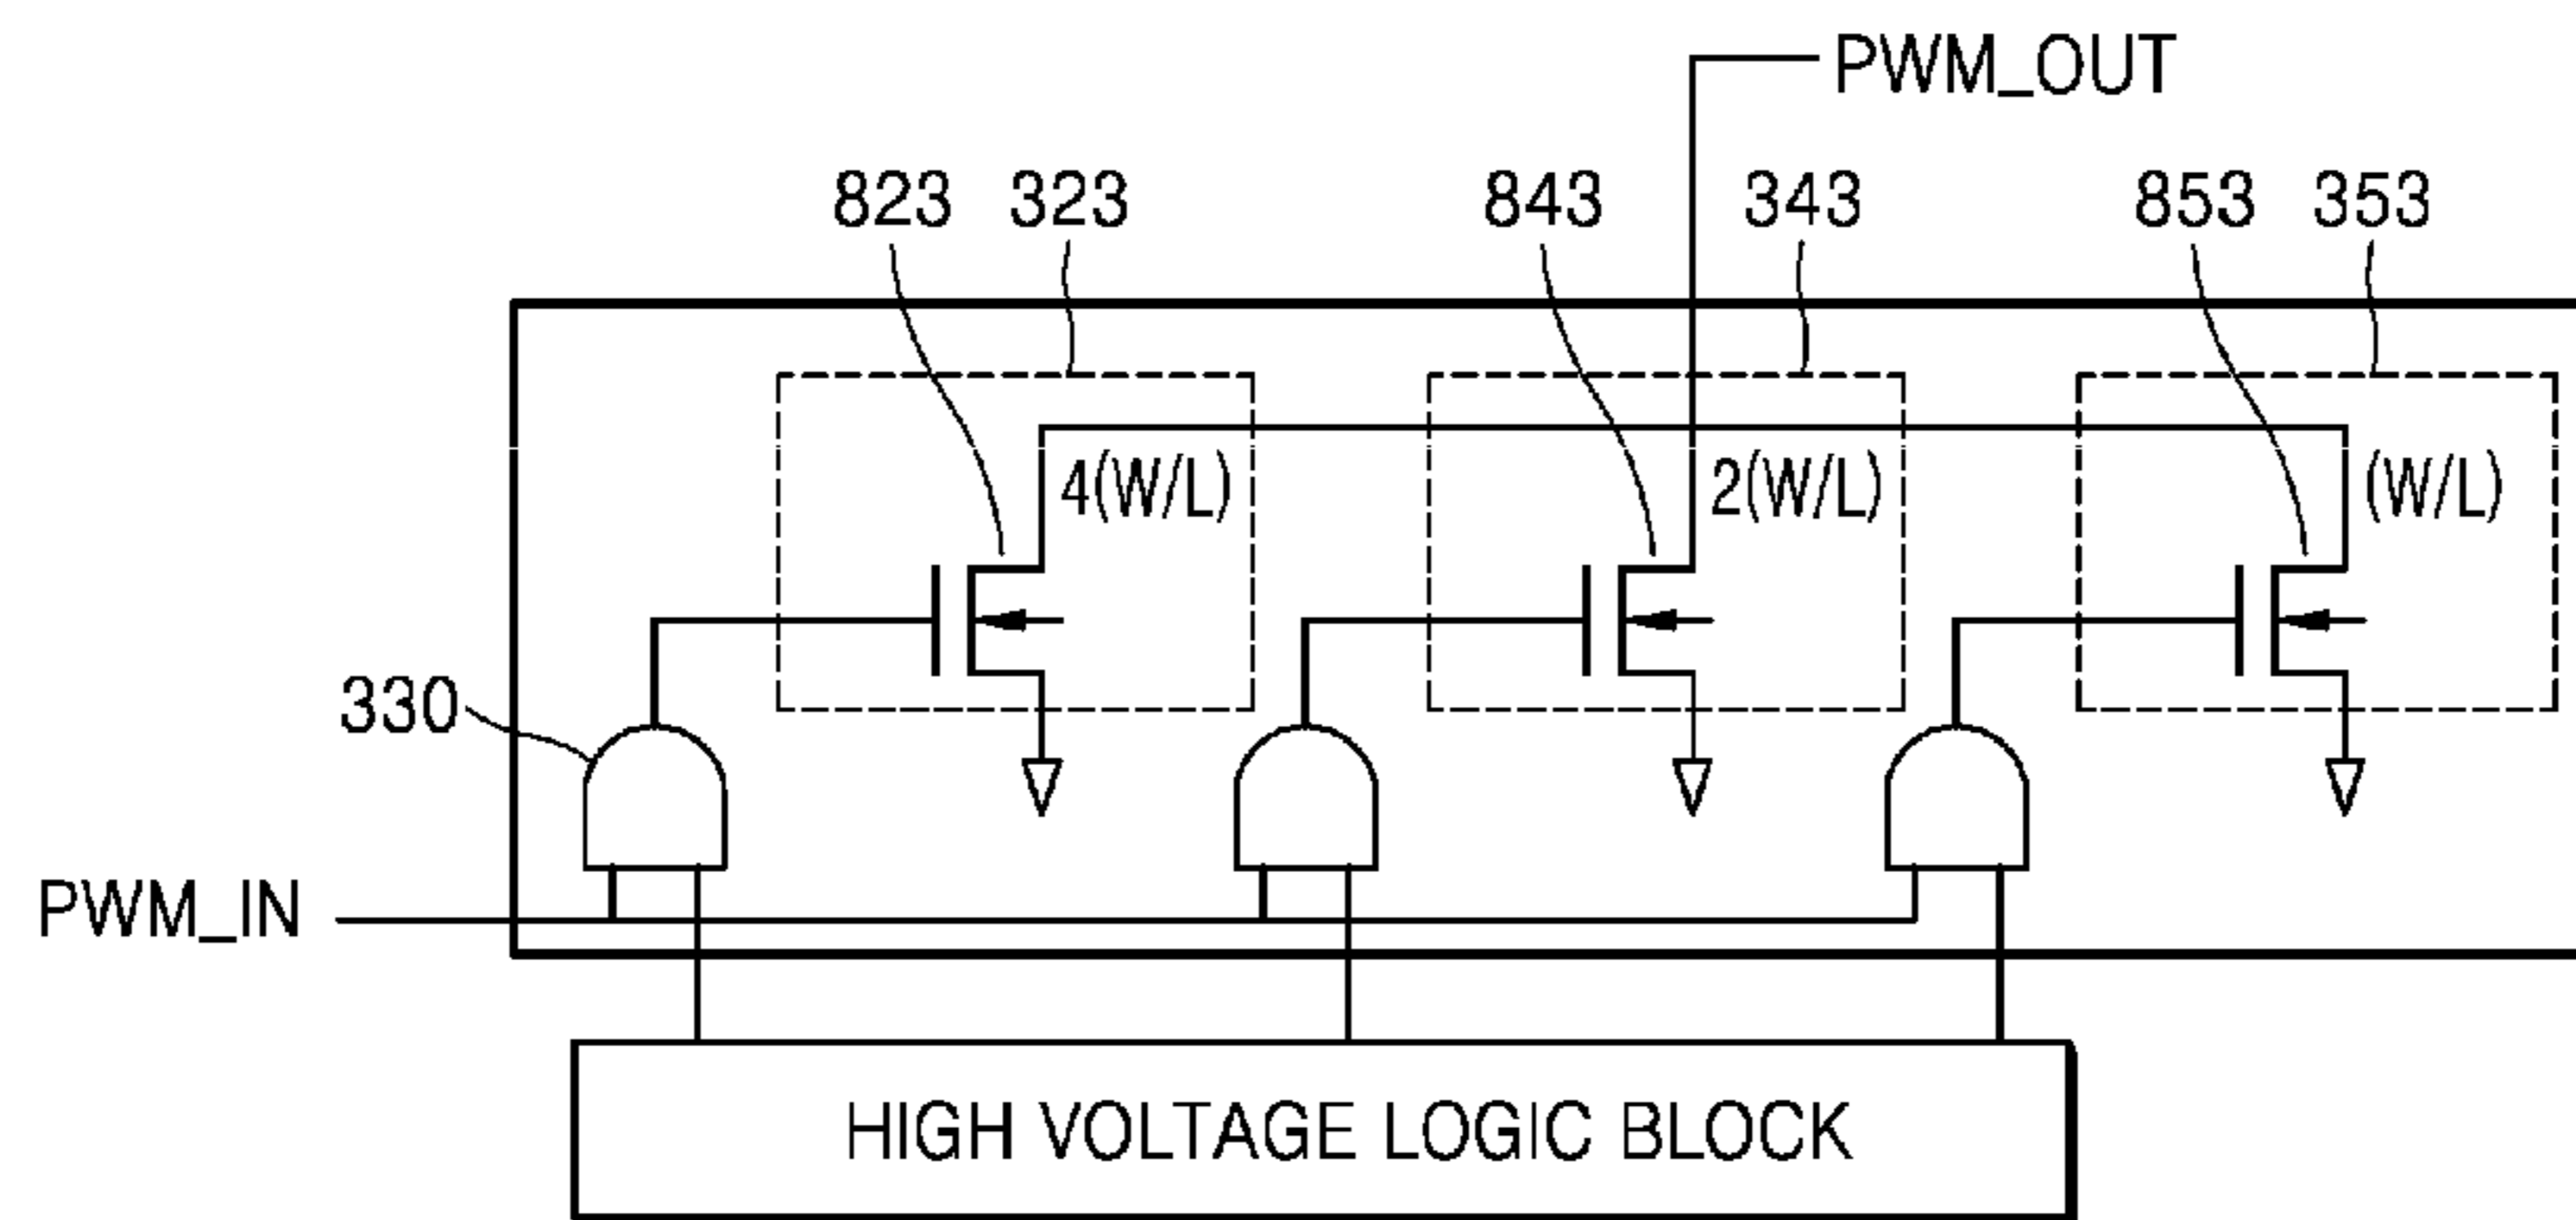 PWM_OUT
823 323 843 343 853 353
4(W/L) 2(W/L) (W/L)
330
PWM_IN
HIGH VOLTAGE LOGIC BLOCK